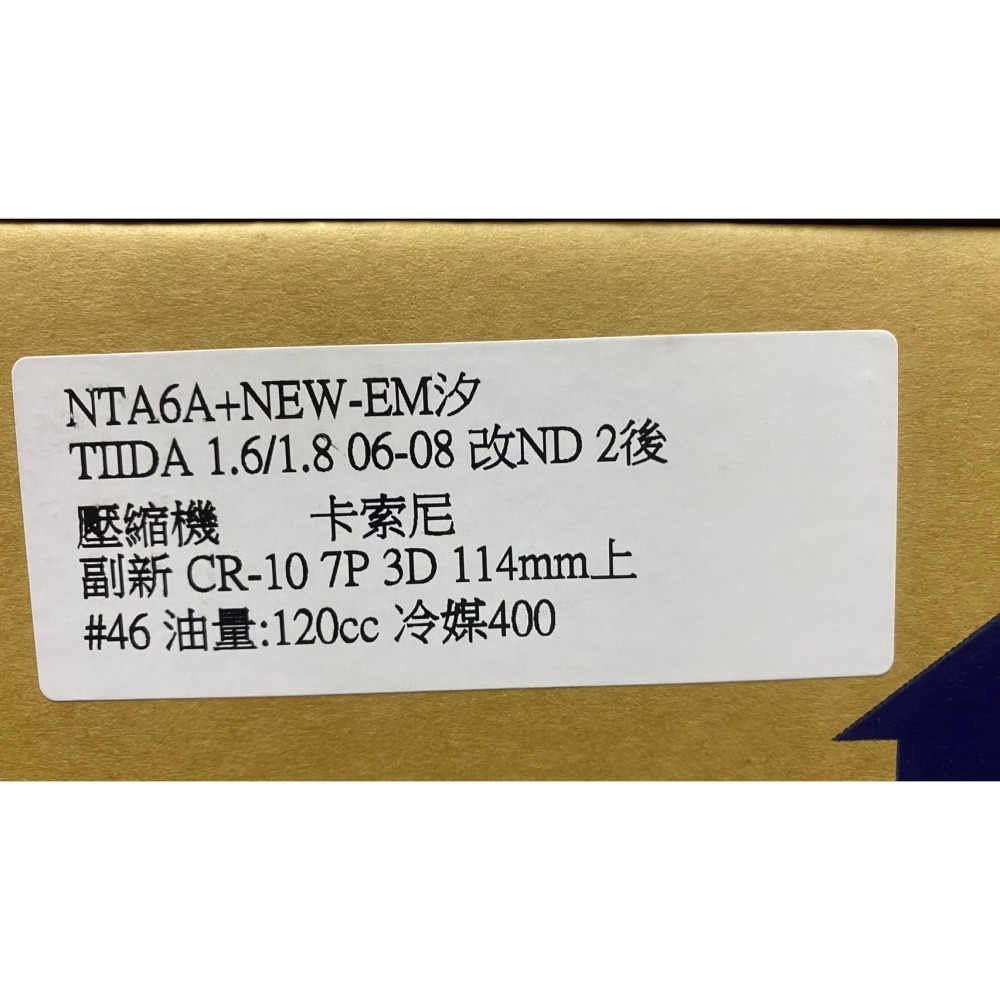 NTA6A+NEW-EM汐
TIIDA 1.6/1.8 06-08 改ND 2後
壓縮機 卡索尼
副新 CR-10 7P 3D 114mm上
#46 油量:120cc 冷媒400